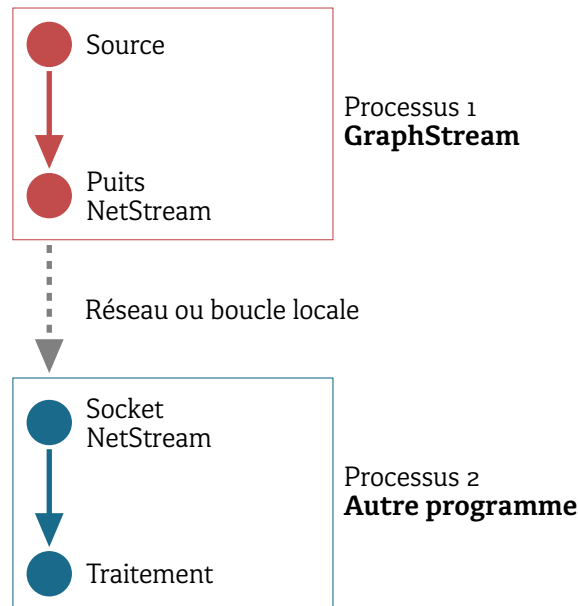 Source
Processus 1
GraphStream
Puits
NetStream
Réseau ou boucle locale
Socket
NetStream
Processus 2
Autre programme
Traitement